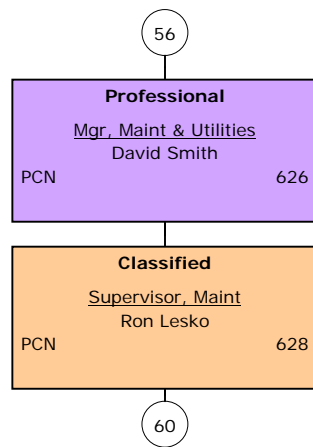 56
Professional
Mgr, Maint & Utilities
David Smith
PCN 626
Classified
Supervisor, Maint
Ron Lesko
PCN 628
60